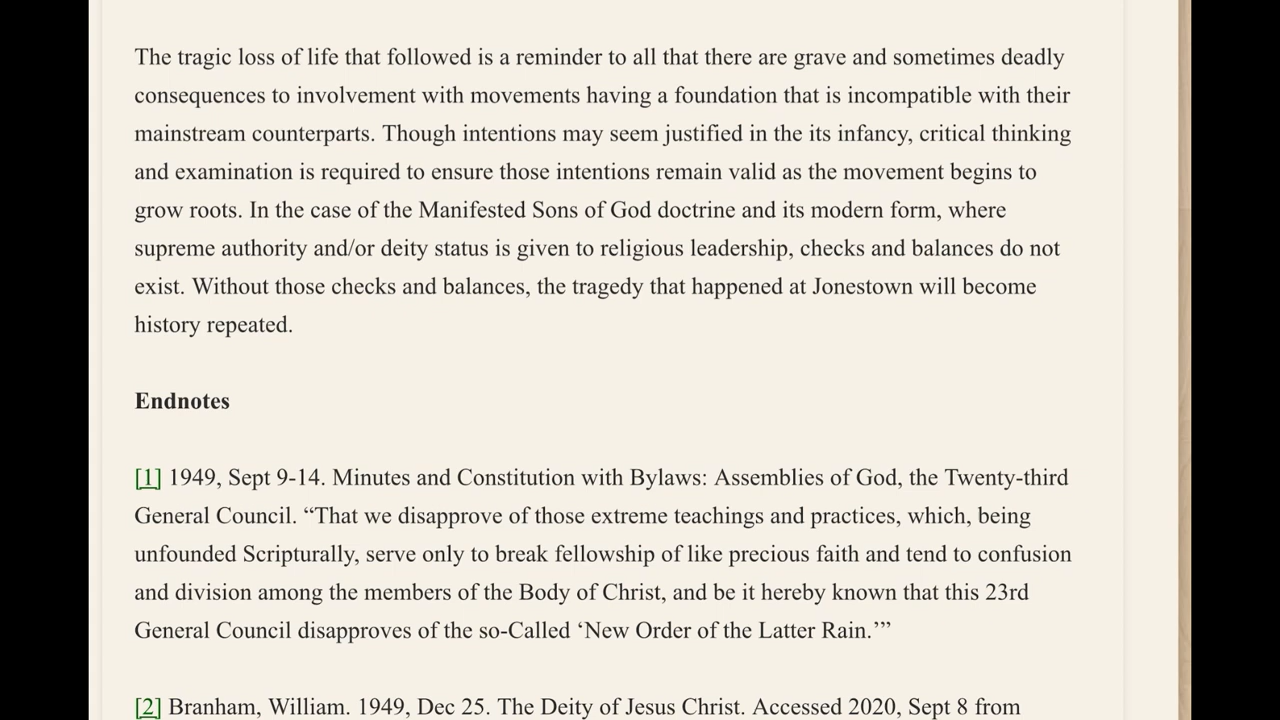 The tragic loss of life that followed is a reminder to all that there are grave and sometimes deadly
consequences to involvement with movements having a foundation that is incompatible with their
mainstream counterparts. Though intentions may seem justified in the its infancy, critical thinking
and examination is required to ensure those intentions remain valid as the movement begins to
grow roots. In the case of the Manifested Sons of God doctrine and its modern form, where
supreme authority and/or deity status is given to religious leadership, checks and balances do not
exist. Without those checks and balances, the tragedy that happened at Jonestown will become
history repeated.
Endnotes
[1] 1949, Sept 9-14. Minutes and Constitution with Bylaws: Assemblies of God, the Twenty-third
General Council. “That we disapprove of those extreme teachings and practices, which, being
unfounded Scripturally, serve only to break fellowship of like precious faith and tend to confusion
and division among the members of the Body of Christ, and be it hereby known that this 23rd
General Council disapproves of the so-Called ‘New Order of the Latter Rain.’”
[2] Branham, William. 1949, Dec 25. The Deity of Jesus Christ. Accessed 2020, Sept 8 from